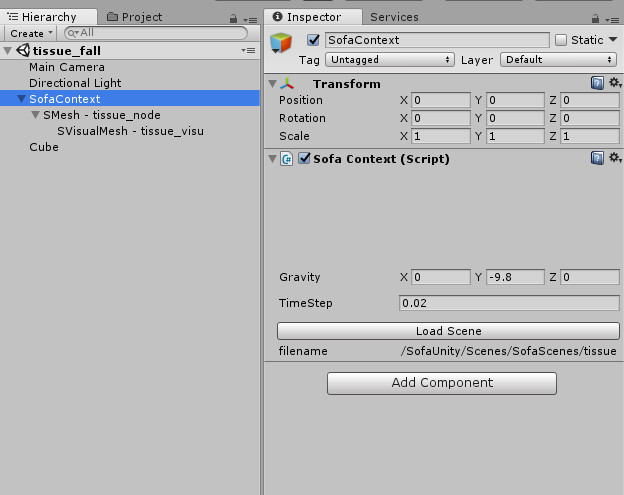 Hierarchy Project
Create All
tissue_fall
Main Camera
Directional Light
SofaContext
SMesh - tissue_node
SVisualMesh - tissue_visu
Cube
Inspector Services
SofaContext Static
Tag Untagged Layer Default
Transform
Position X 0 Y 0 Z 0
Rotation X 0 Y 0 Z 0
Scale X 1 Y 1 Z 1
C# Sofa Context (Script)
Gravity X 0 Y -9.8 Z 0
TimeStep 0.02
Load Scene
filename /SofaUnity/Scenes/SofaScenes/tissue
Add Component